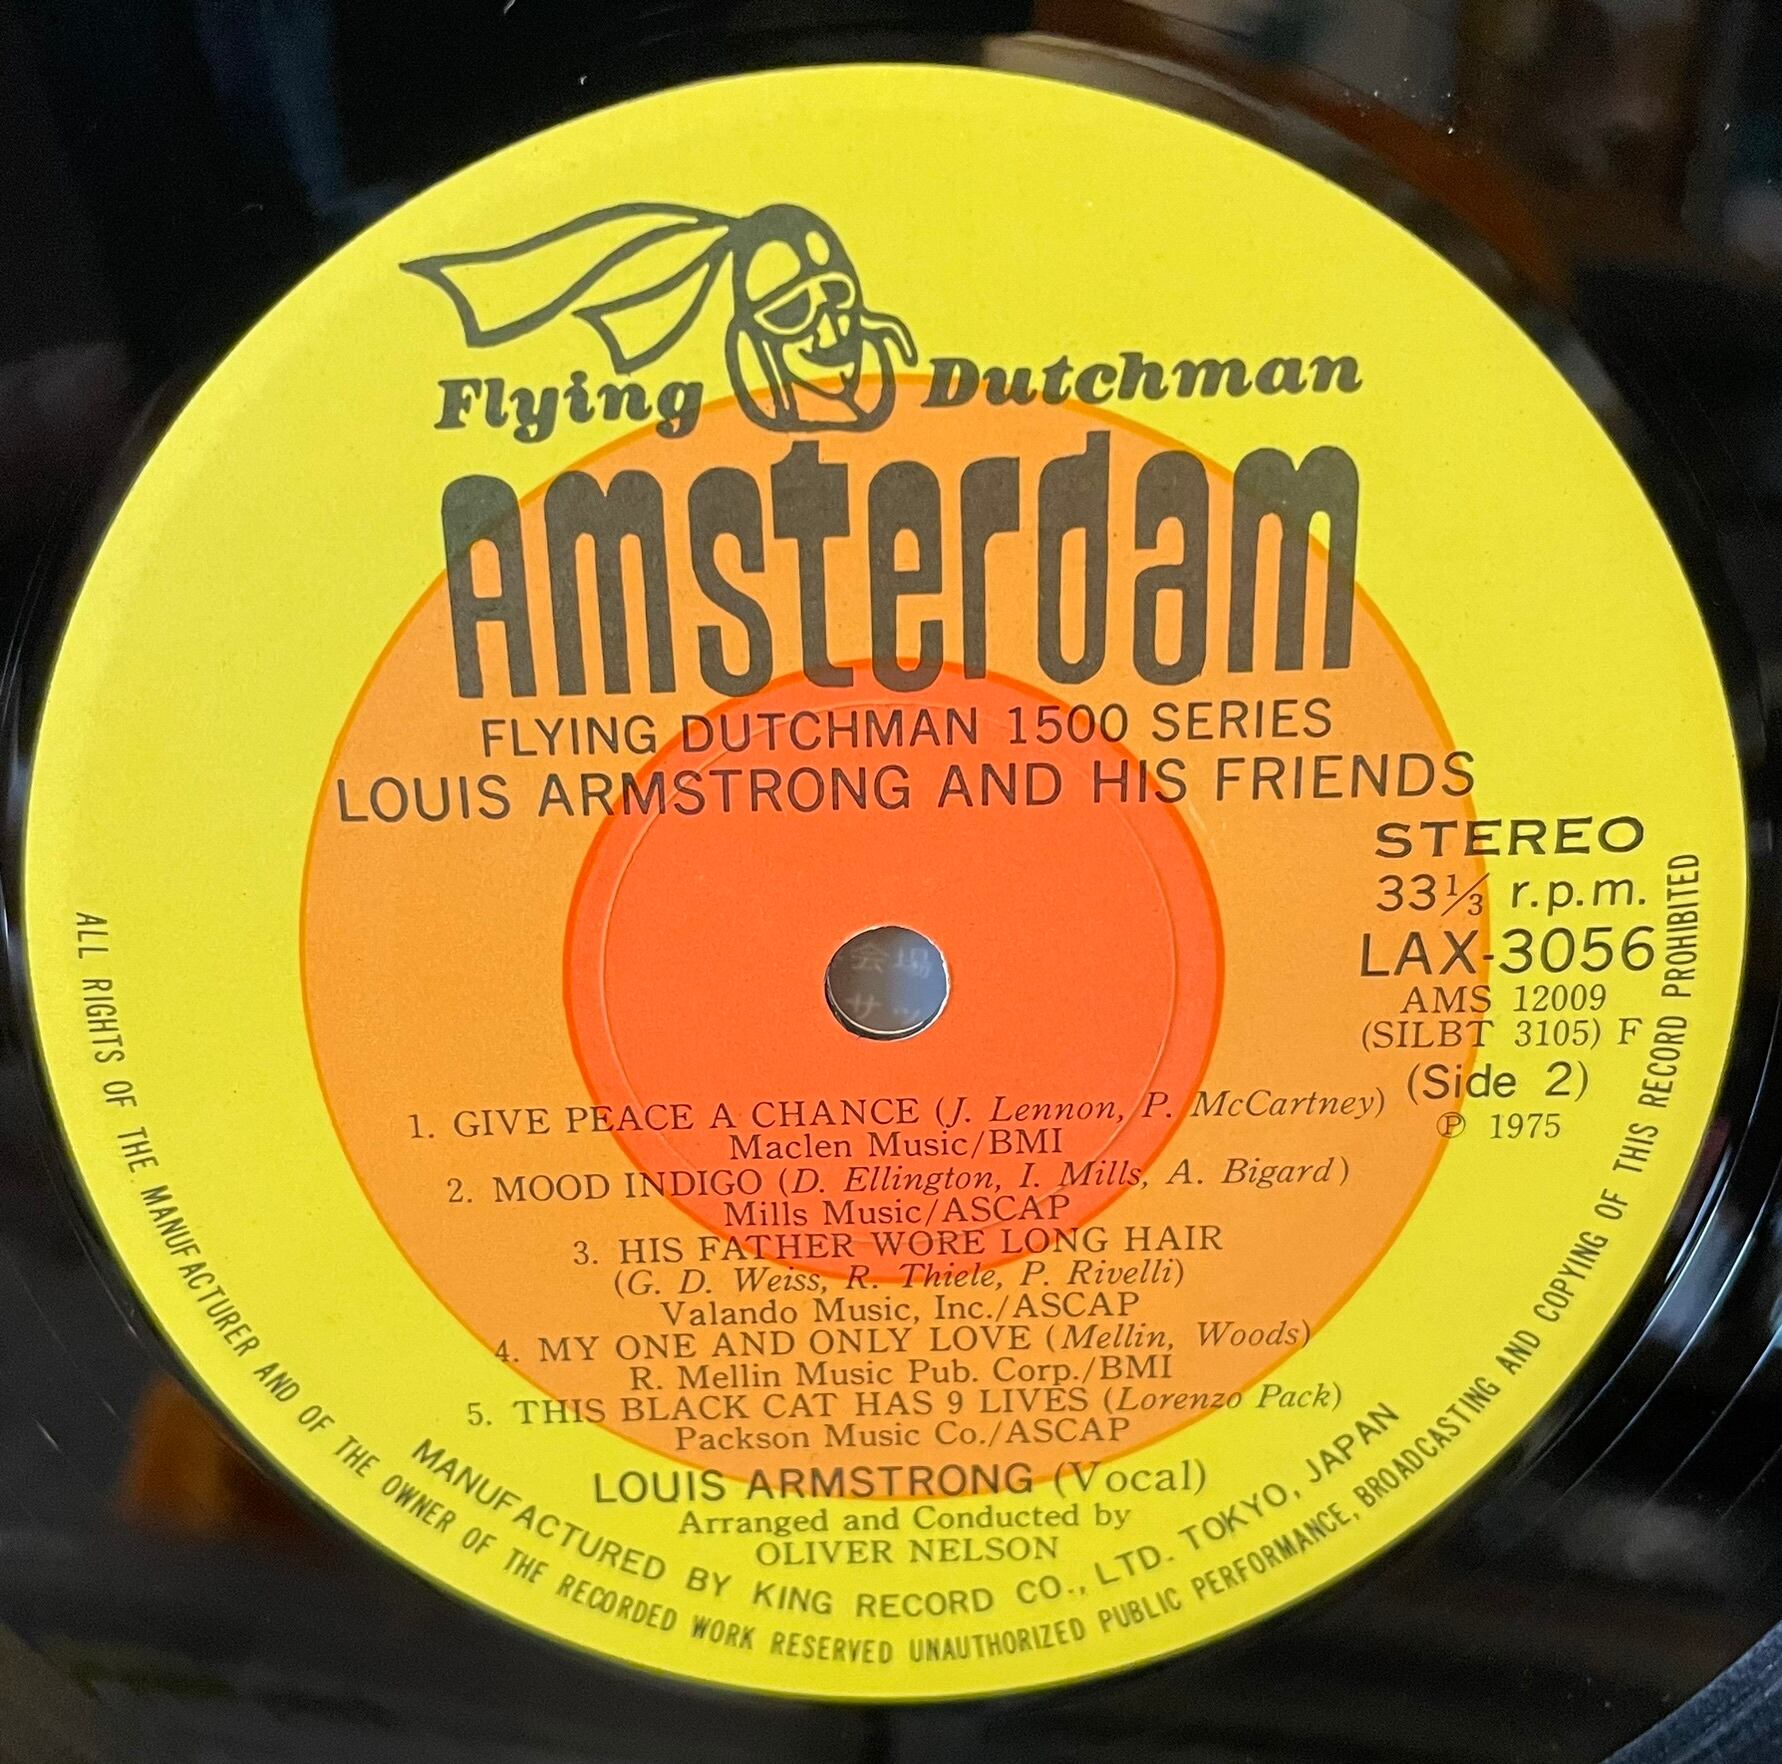 Flying Dutchman
Amsterdam
FLYING DUTCHMAN 1500 SERIES
LOUIS ARMSTRONG AND HIS FRIENDS
STEREO
33 1/3 r.p.m.
LAX-3056
AMS 12009
(SILBT 3105) F
(Side 2)
℗ 1975
1. GIVE PEACE A CHANCE (J. Lennon, P. McCartney)
Maclen Music/BMI
2. MOOD INDIGO (D. Ellington, I. Mills, A. Bigard)
Mills Music/ASCAP
3. HIS FATHER WORE LONG HAIR
(G. D. Weiss, R. Thiele, P. Rivelli)
Valando Music, Inc./ASCAP
4. MY ONE AND ONLY LOVE (Mellin, Woods)
R. Mellin Music Pub. Corp./BMI
5. THIS BLACK CAT HAS 9 LIVES (Lorenzo Pack)
Packson Music Co./ASCAP
LOUIS ARMSTRONG (Vocal)
Arranged and Conducted by
OLIVER NELSON
MANUFACTURED BY KING RECORD CO., LTD. TOKYO, JAPAN
ALL RIGHTS OF THE MANUFACTURER AND OF THE OWNER OF THE RECORDED WORK RESERVED UNAUTHORIZED PUBLIC PERFORMANCE, BROADCASTING AND COPYING OF THIS RECORD PROHIBITED
会場
サッ